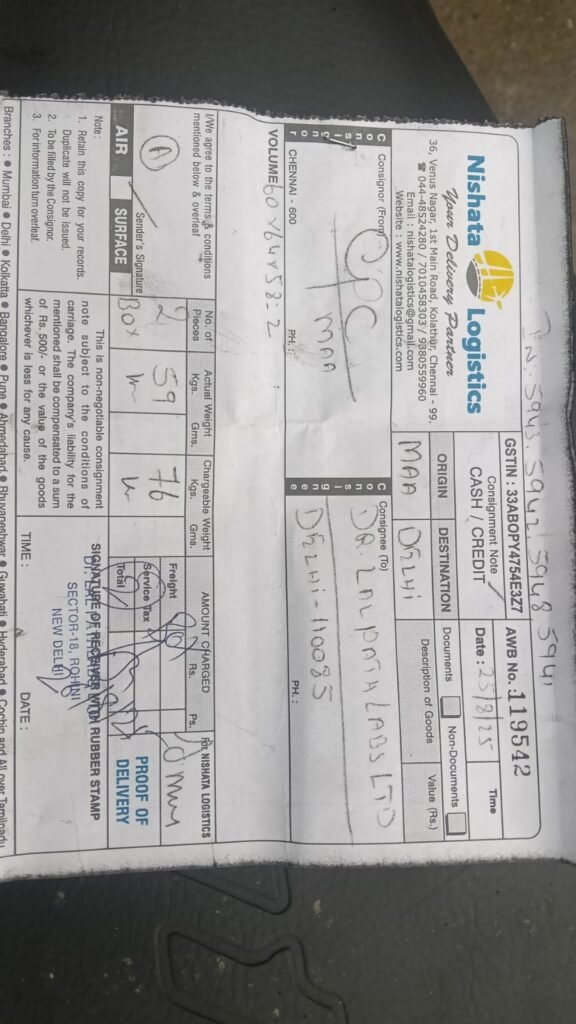 IN: 5943, 5942, 5948, 5941
Nishata Logistics
Your Delivery Partner
36, Venus Nagar, 1st Main Road, Kolathur, Chennai - 99.
☎ 044-48524280 / 7010458303 / 9380559960
Email : nishatalogistics@gmail.com
Website : www.nishatalogistics.com
GSTIN : 33ABOPY4754E3Z7
Consignment Note
CASH / CREDIT
AWB No.: 119542
Date : 25/8/25
Time
ORIGIN
DESTINATION
MAA
DELHI
Documents
Non-Documents
Description of Goods
Value (Rs.)
Consignor
Consignor (From)
CPC
MAA
CHENNAI - 600
PH. :
Consignee
Consignee (To)
DR. LALPATH LABS LTD
DELHI - 110085
PH. :
VOLUME 60x64x58-2
I/We agree to the terms & conditions
mentioned below & overleaf
Sender's Signature
A
AIR
SURFACE
No. of
Pieces
2
Box
Actual Weight
Kgs. Gms.
59
Chargeable Weight
Kgs. Gms.
76
AMOUNT CHARGED
Rs. Ps.
Freight
Service Tax
Total
For NISHATA LOGISTICS
PROOF OF
DELIVERY
Note :
1. Retain this copy for your records.
Duplicate will not be issued.
2. To be filled by the Consignor.
3. For information turn overleaf.
This is non-negotiable consignment
note subject to the conditions of
carriage. The company's liability for the
mentioned shall be compensated to a sum
of Rs. 500/- or the value of the goods
whichever is less for any cause.
SIGNATURE OF RECEIVER WITH RUBBER STAMP
SECTOR-18, ROHINI
NEW DELHI
TIME :
DATE :
Branches : ● Mumbai ● Delhi ● Kolkatta ● Bangalore ● Pune ● Ahmedabad ● Bhuvaneshwar ● Guwahati ● Hyderabad ● Cochin and All over Tamilnadu